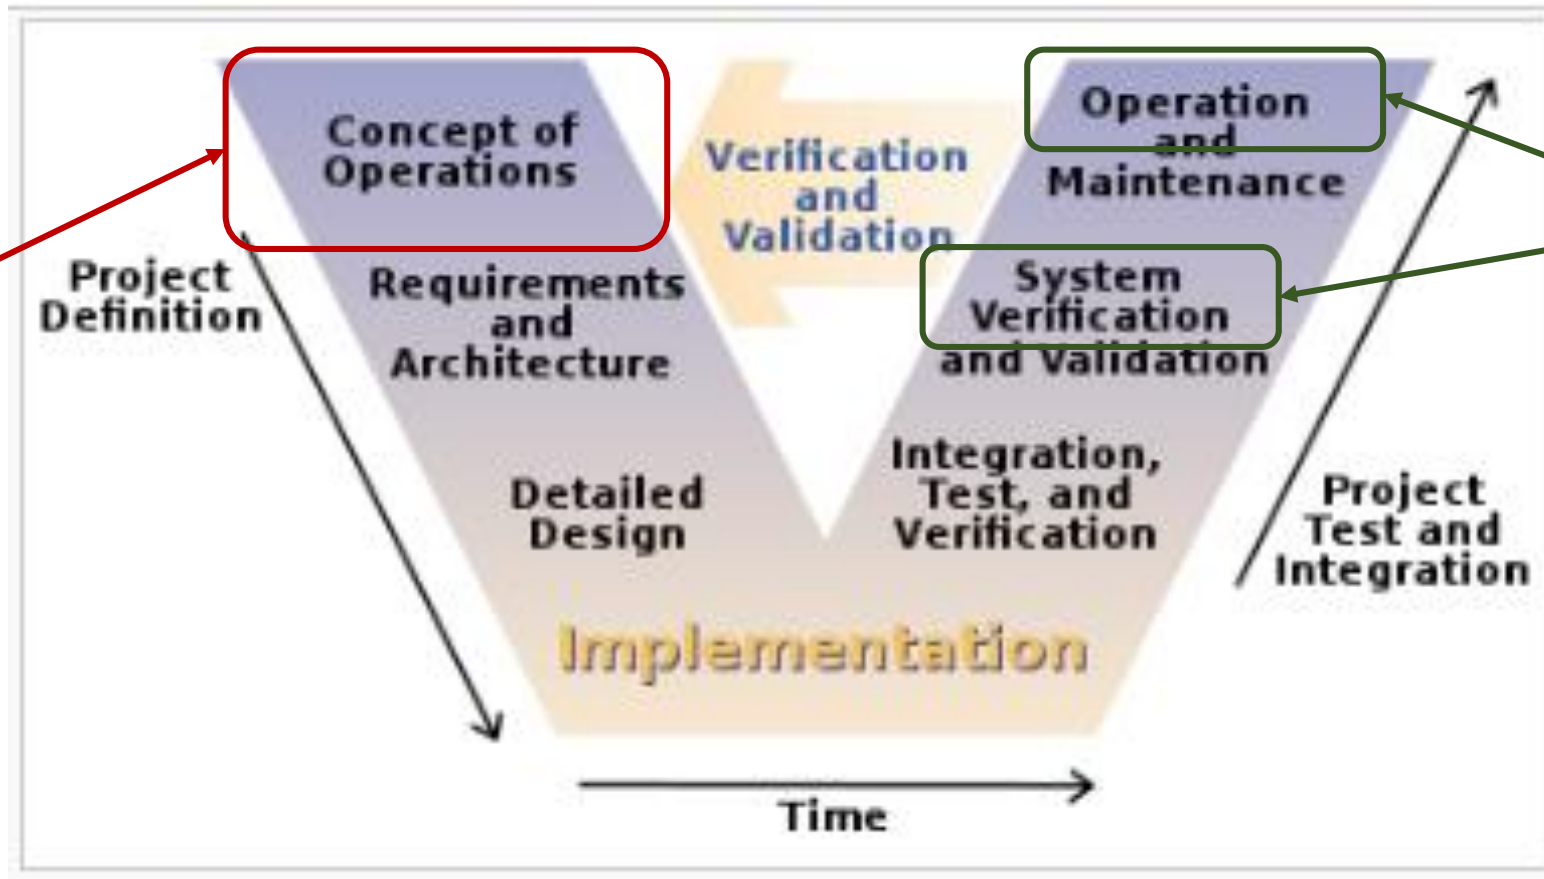 Concept of
Operations
Verification
and
Validation
Operation
and
Maintenance
Project
Definition
Requirements
and
Architecture
System
Verification
and Validation
Detailed
Design
Integration,
Test, and
Verification
Project
Test and
Integration
Implementation
Time